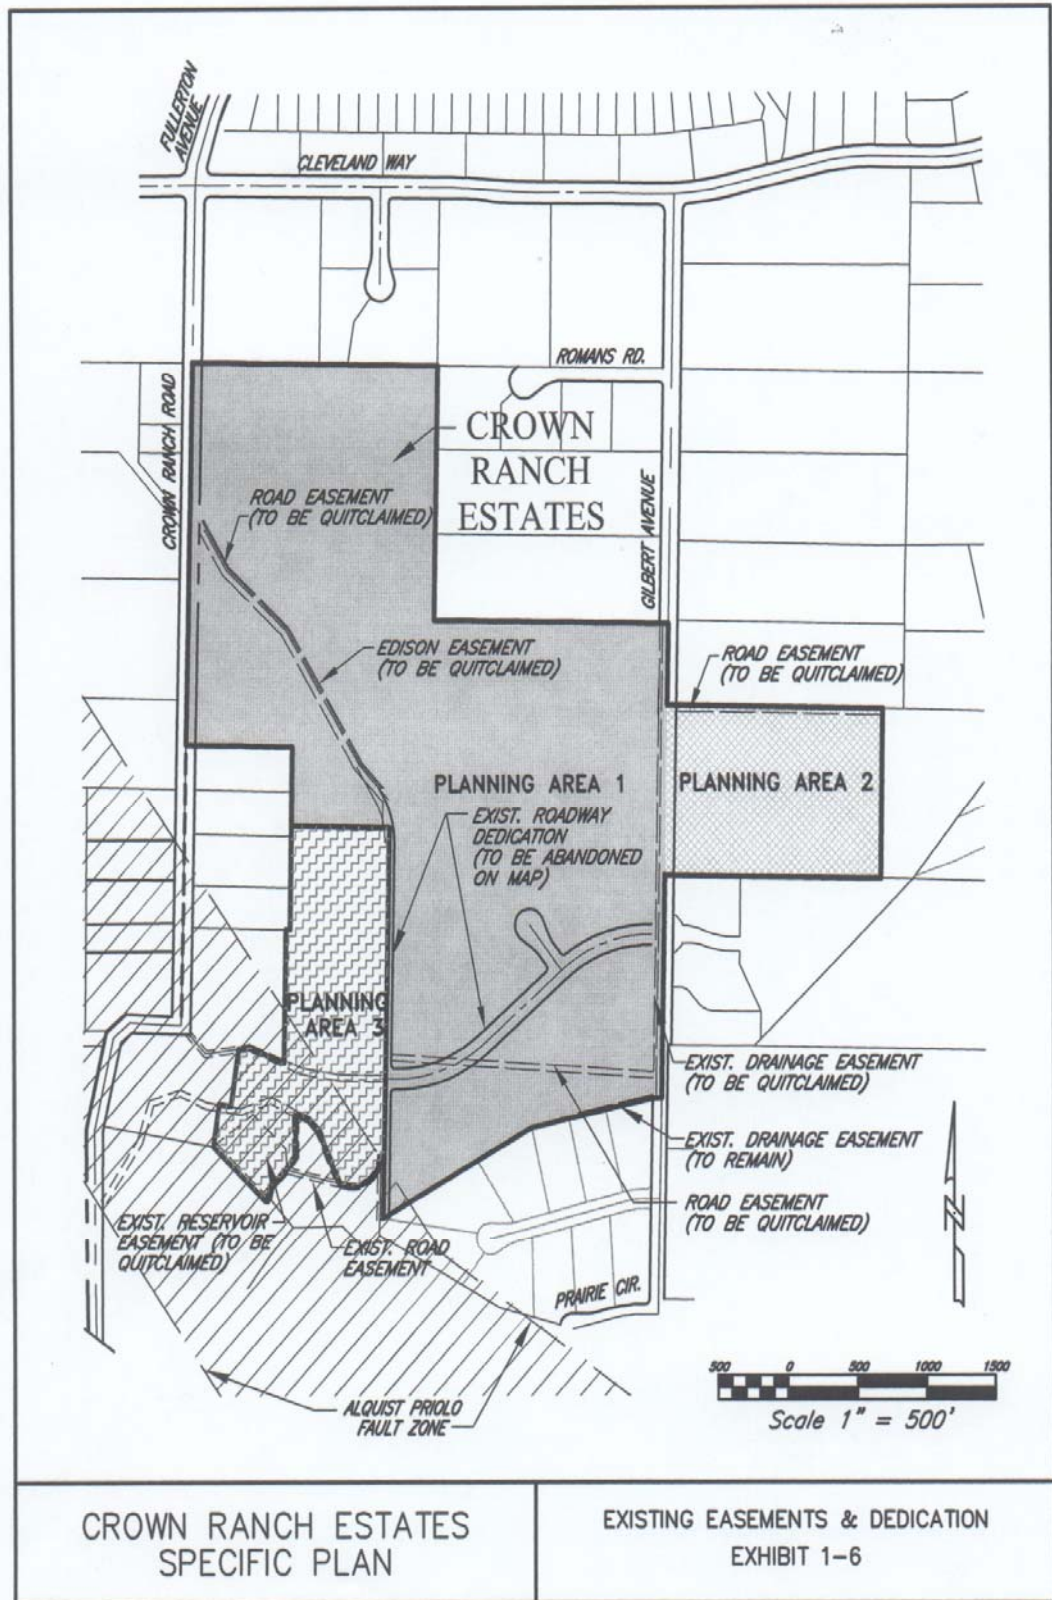 FULLERTON
AVENUE
CLEVELAND WAY
ROMANS RD.
CROWN RANCH ROAD
CROWN
RANCH
ESTATES
GILBERT AVENUE
ROAD EASEMENT
(TO BE QUITCLAIMED)
EDISON EASEMENT
(TO BE QUITCLAIMED)
ROAD EASEMENT
(TO BE QUITCLAIMED)
PLANNING AREA 1
PLANNING AREA 2
EXIST. ROADWAY
DEDICATION
(TO BE ABANDONED
ON MAP)
PLANNING
AREA 3
EXIST. DRAINAGE EASEMENT
(TO BE QUITCLAIMED)
EXIST. DRAINAGE EASEMENT
(TO REMAIN)
ROAD EASEMENT
(TO BE QUITCLAIMED)
EXIST. RESERVOIR
EASEMENT (TO BE
QUITCLAIMED)
EXIST. ROAD
EASEMENT
PRAIRIE CIR.
N
ALQUIST PRIOLO
FAULT ZONE
500 0 500 1000 1500
Scale 1" = 500'
CROWN RANCH ESTATES
SPECIFIC PLAN
EXISTING EASEMENTS & DEDICATION
EXHIBIT 1-6